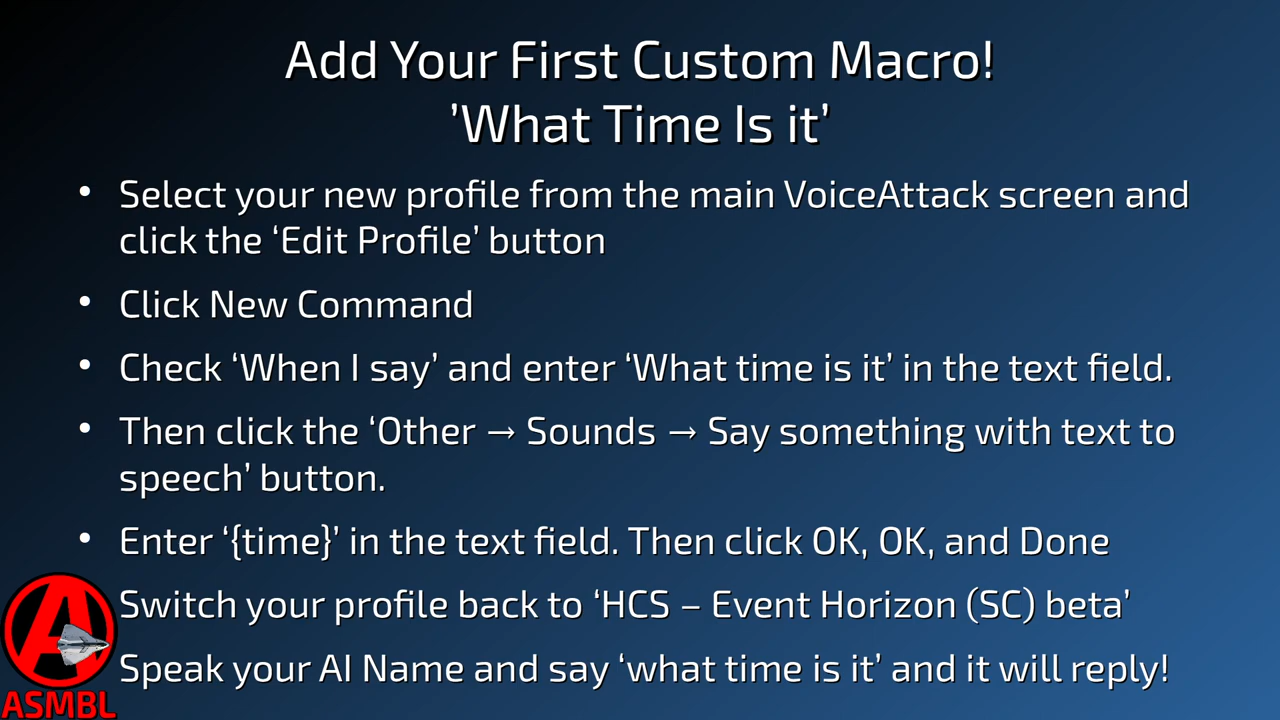 Add Your First Custom Macro!
’What Time Is it’
• Select your new profile from the main VoiceAttack screen and
click the ‘Edit Profile’ button
• Click New Command
• Check ‘When I say’ and enter ‘What time is it’ in the text field.
• Then click the ‘Other → Sounds → Say something with text to
speech’ button.
• Enter ‘{time}’ in the text field. Then click OK, OK, and Done
Switch your profile back to ‘HCS – Event Horizon (SC) beta’
Speak your AI Name and say ‘what time is it’ and it will reply!
A
ASMBL